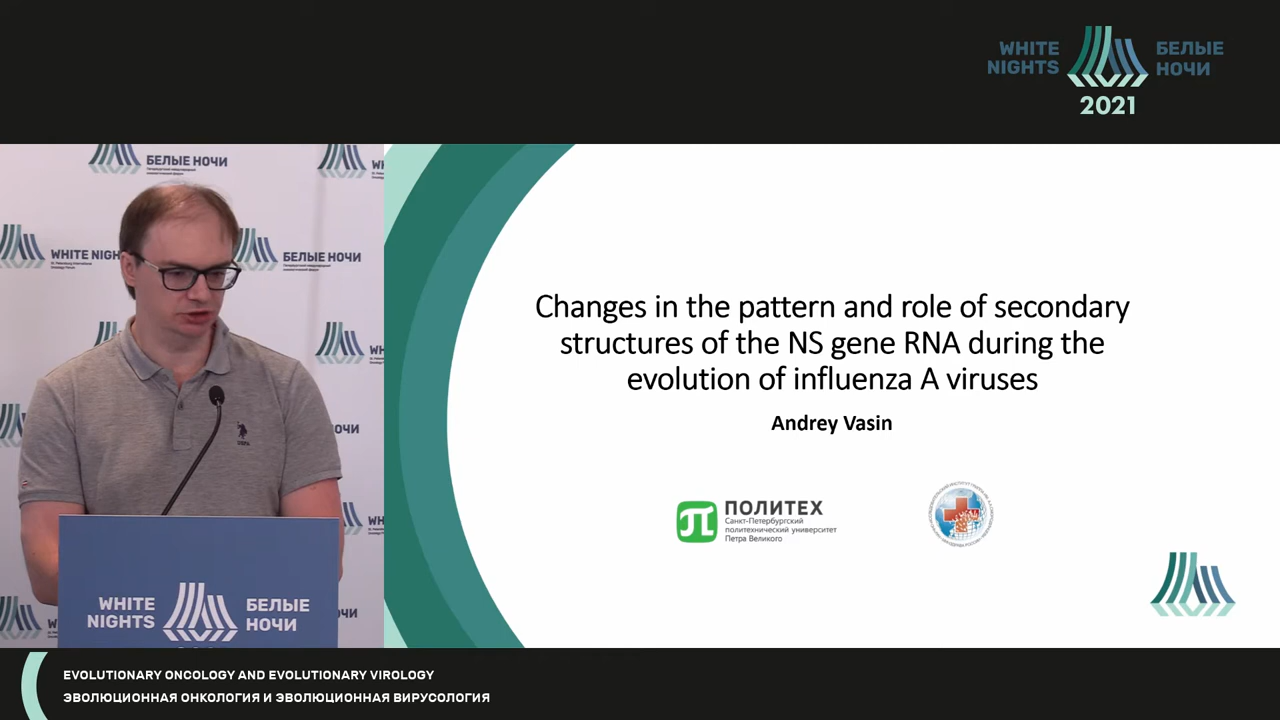 WHITE
NIGHTS
БЕЛЫЕ
НОЧИ
2021
БЕЛЫЕ НОЧИ
WHITE NIGH
БЕЛЫЕ НОЧИ
Changes in the pattern and role of secondary
structures of the NS gene RNA during the
evolution of influenza A viruses
Andrey Vasin
ПОЛИТЕХ
Санкт-Петербургский
политехнический университет
Петра Великого
WHITE
NIGHTS
БЕЛЫЕ
НОЧИ
EVOLUTIONARY ONCOLOGY AND EVOLUTIONARY VIROLOGY
ЭВОЛЮЦИОННАЯ ОНКОЛОГИЯ И ЭВОЛЮЦИОННАЯ ВИРУСОЛОГИЯ